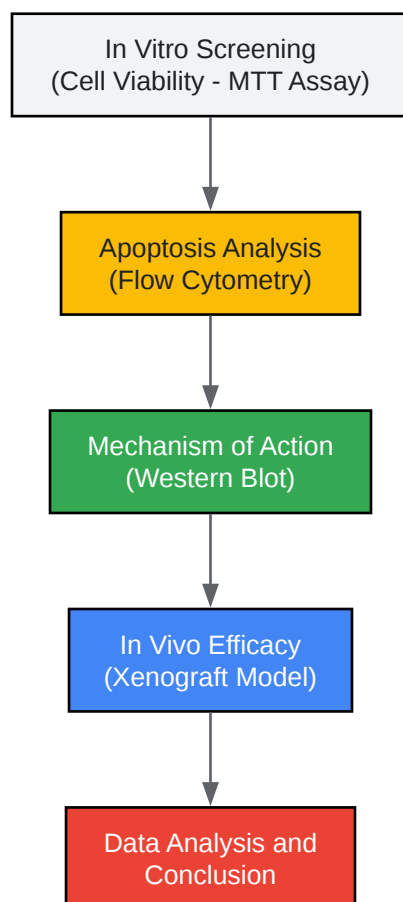 In Vitro Screening
(Cell Viability - MTT Assay)
Apoptosis Analysis
(Flow Cytometry)
Mechanism of Action
(Western Blot)
In Vivo Efficacy
(Xenograft Model)
Data Analysis and
Conclusion